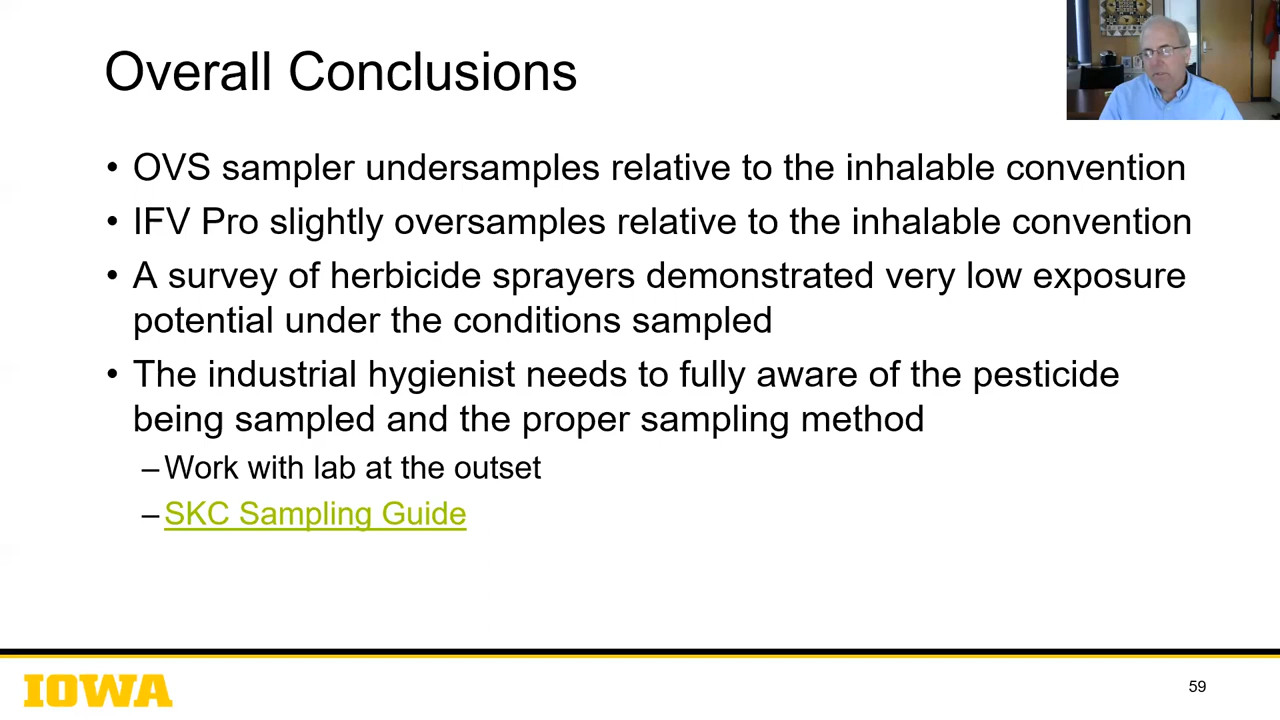 Overall Conclusions
• OVS sampler undersamples relative to the inhalable convention
• IFV Pro slightly oversamples relative to the inhalable convention
• A survey of herbicide sprayers demonstrated very low exposure
potential under the conditions sampled
• The industrial hygienist needs to fully aware of the pesticide
being sampled and the proper sampling method
– Work with lab at the outset
– SKC Sampling Guide
IOWA
59